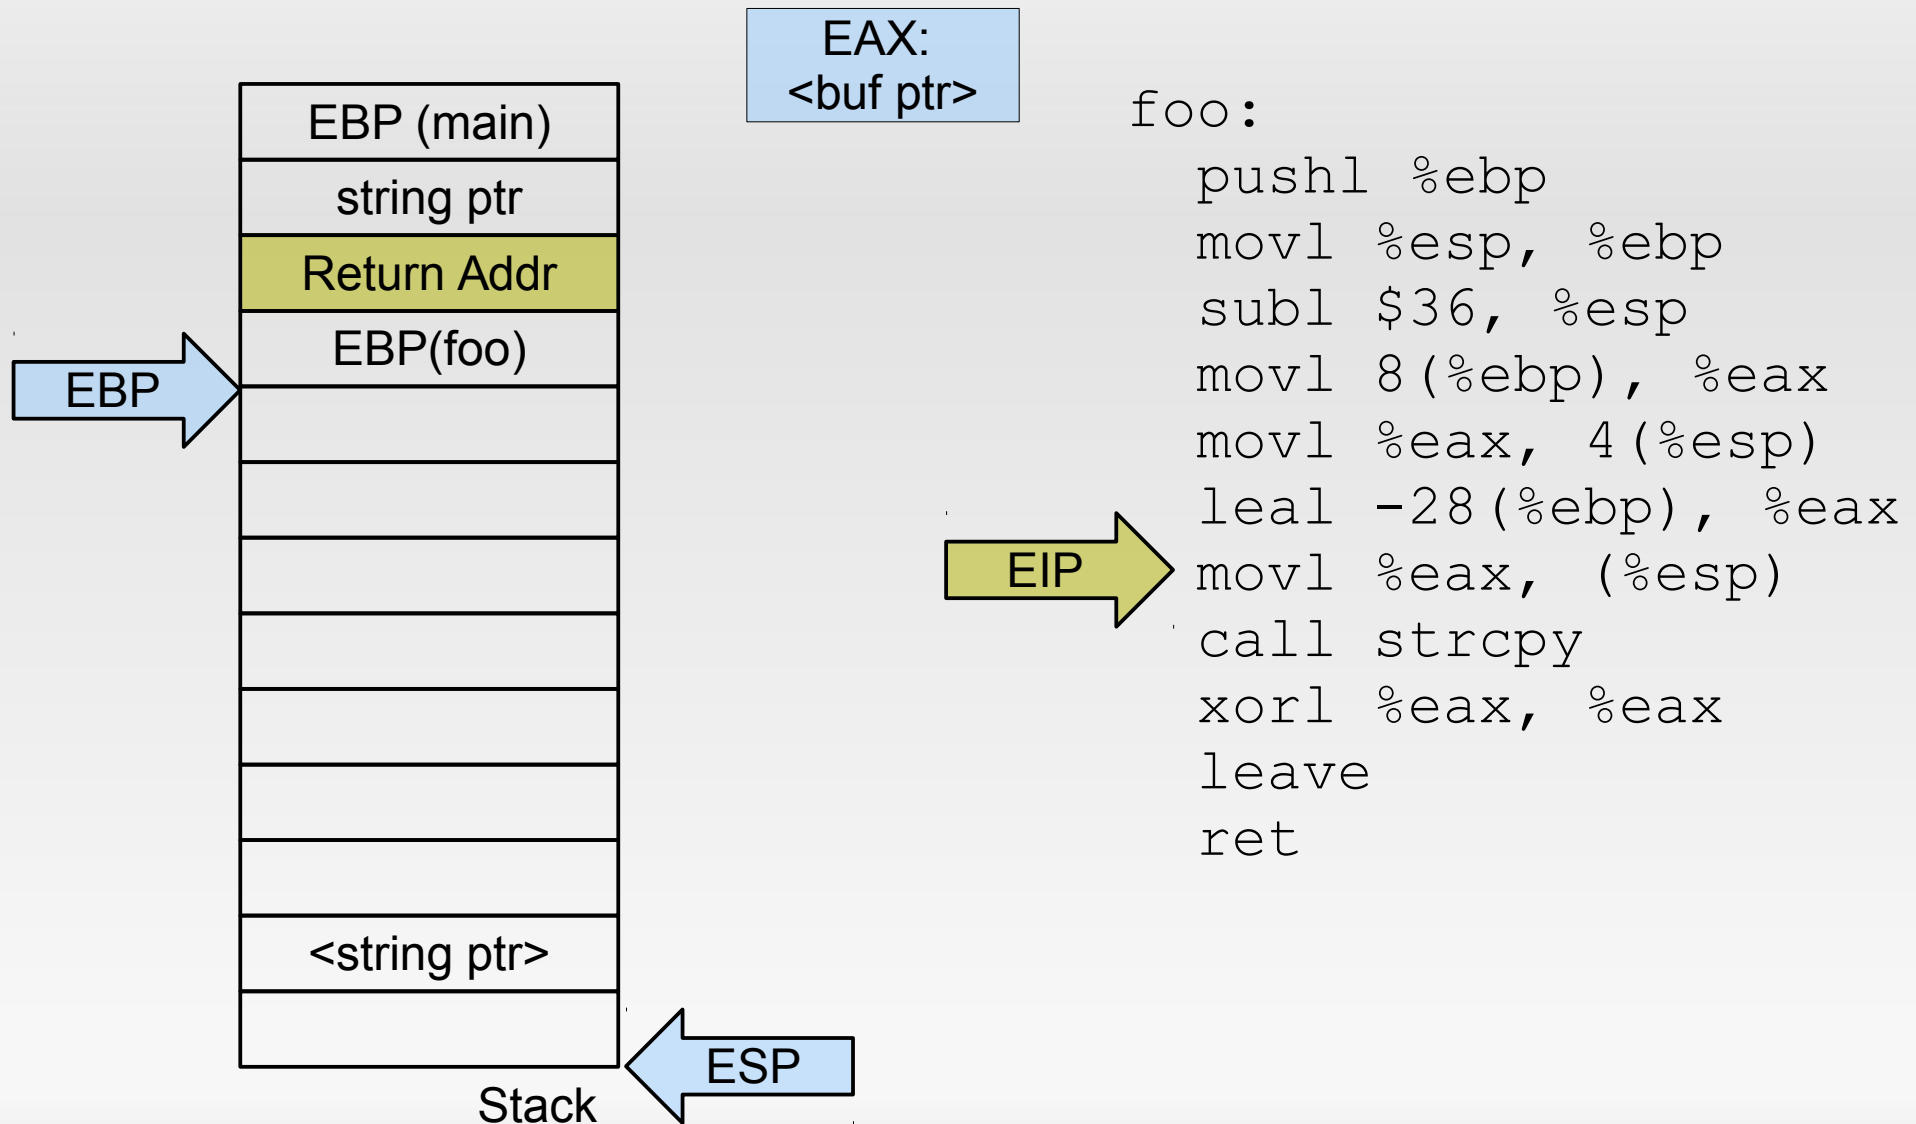 EAX:
<buf ptr>
EBP (main)
string ptr
Return Addr
EBP(foo)
EBP
<string ptr>
ESP
Stack
EIP
foo:
pushl %ebp
movl %esp, %ebp
subl $36, %esp
movl 8(%ebp), %eax
movl %eax, 4(%esp)
leal -28(%ebp), %eax
movl %eax, (%esp)
call strcpy
xorl %eax, %eax
leave
ret